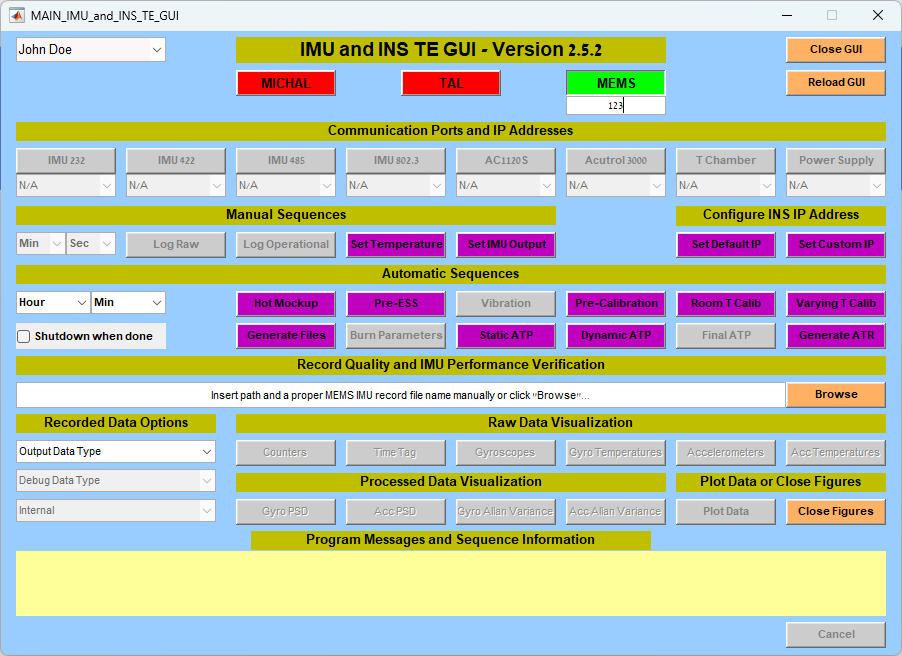 MAIN_IMU_and_INS_TE_GUI
John Doe
IMU and INS TE GUI - Version 2.5.2
Close GUI
MICHAL
TAL
MEMS
Reload GUI
123
Communication Ports and IP Addresses
IMU 232
IMU 422
IMU 485
IMU 802.3
AC1120S
Acutrol 3000
T Chamber
Power Supply
N/A
N/A
N/A
N/A
N/A
N/A
N/A
N/A
Manual Sequences
Configure INS IP Address
Min
Sec
Log Raw
Log Operational
Set Temperature
Set IMU Output
Set Default IP
Set Custom IP
Automatic Sequences
Hour
Min
Hot Mockup
Pre-ESS
Vibration
Pre-Calibration
Room T Calib
Varying T Calib
Shutdown when done
Generate Files
Burn Parameters
Static ATP
Dynamic ATP
Final ATP
Generate ATR
Record Quality and IMU Performance Verification
Insert path and a proper MEMS IMU record file name manually or click "Browse"...
Browse
Recorded Data Options
Raw Data Visualization
Output Data Type
Counters
Time Tag
Gyroscopes
Gyro Temperatures
Accelerometers
Acc Temperatures
Debug Data Type
Processed Data Visualization
Plot Data or Close Figures
Internal
Gyro PSD
Acc PSD
Gyro Allan Variance
Acc Allan Variance
Plot Data
Close Figures
Program Messages and Sequence Information
Cancel